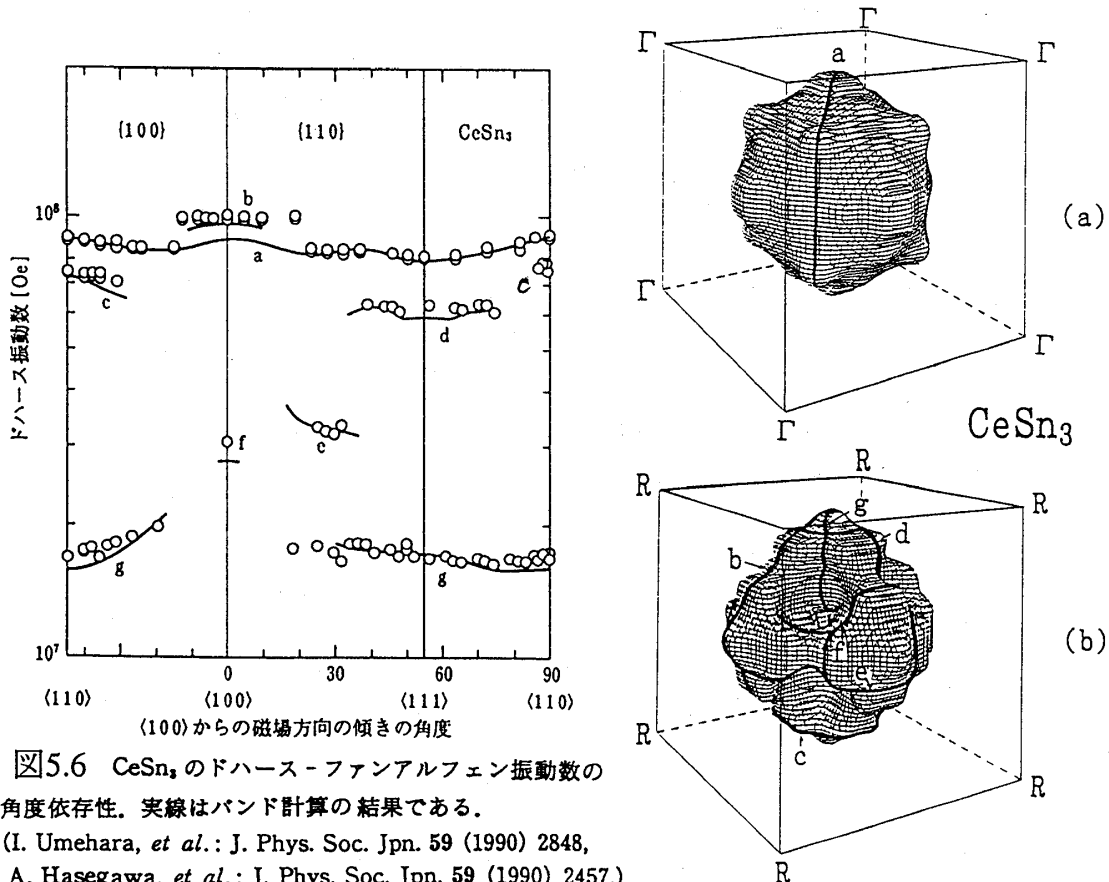 {100}
{110}
CeSn₃
10⁸
10⁷
ドハース振動数 [Oe]
b
a
c
c
d
f
e
g
g
0
30
60
90
⟨110⟩
⟨100⟩
⟨111⟩
⟨110⟩
⟨100⟩からの磁場方向の傾きの角度
図5.6 CeSn₃のドハース-ファンアルフェン振動数の
角度依存性。実線はバンド計算の結果である.
(I. Umehara, et al.: J. Phys. Soc. Jpn. 59 (1990) 2848,
A. Hasegawa, et al.: J. Phys. Soc. Jpn. 59 (1990) 2457.)
Γ
Γ
Γ
a
(a)
Γ
Γ
Γ
CeSn₃
R
R
R
g
d
b
f
e
(b)
R
c
R
R